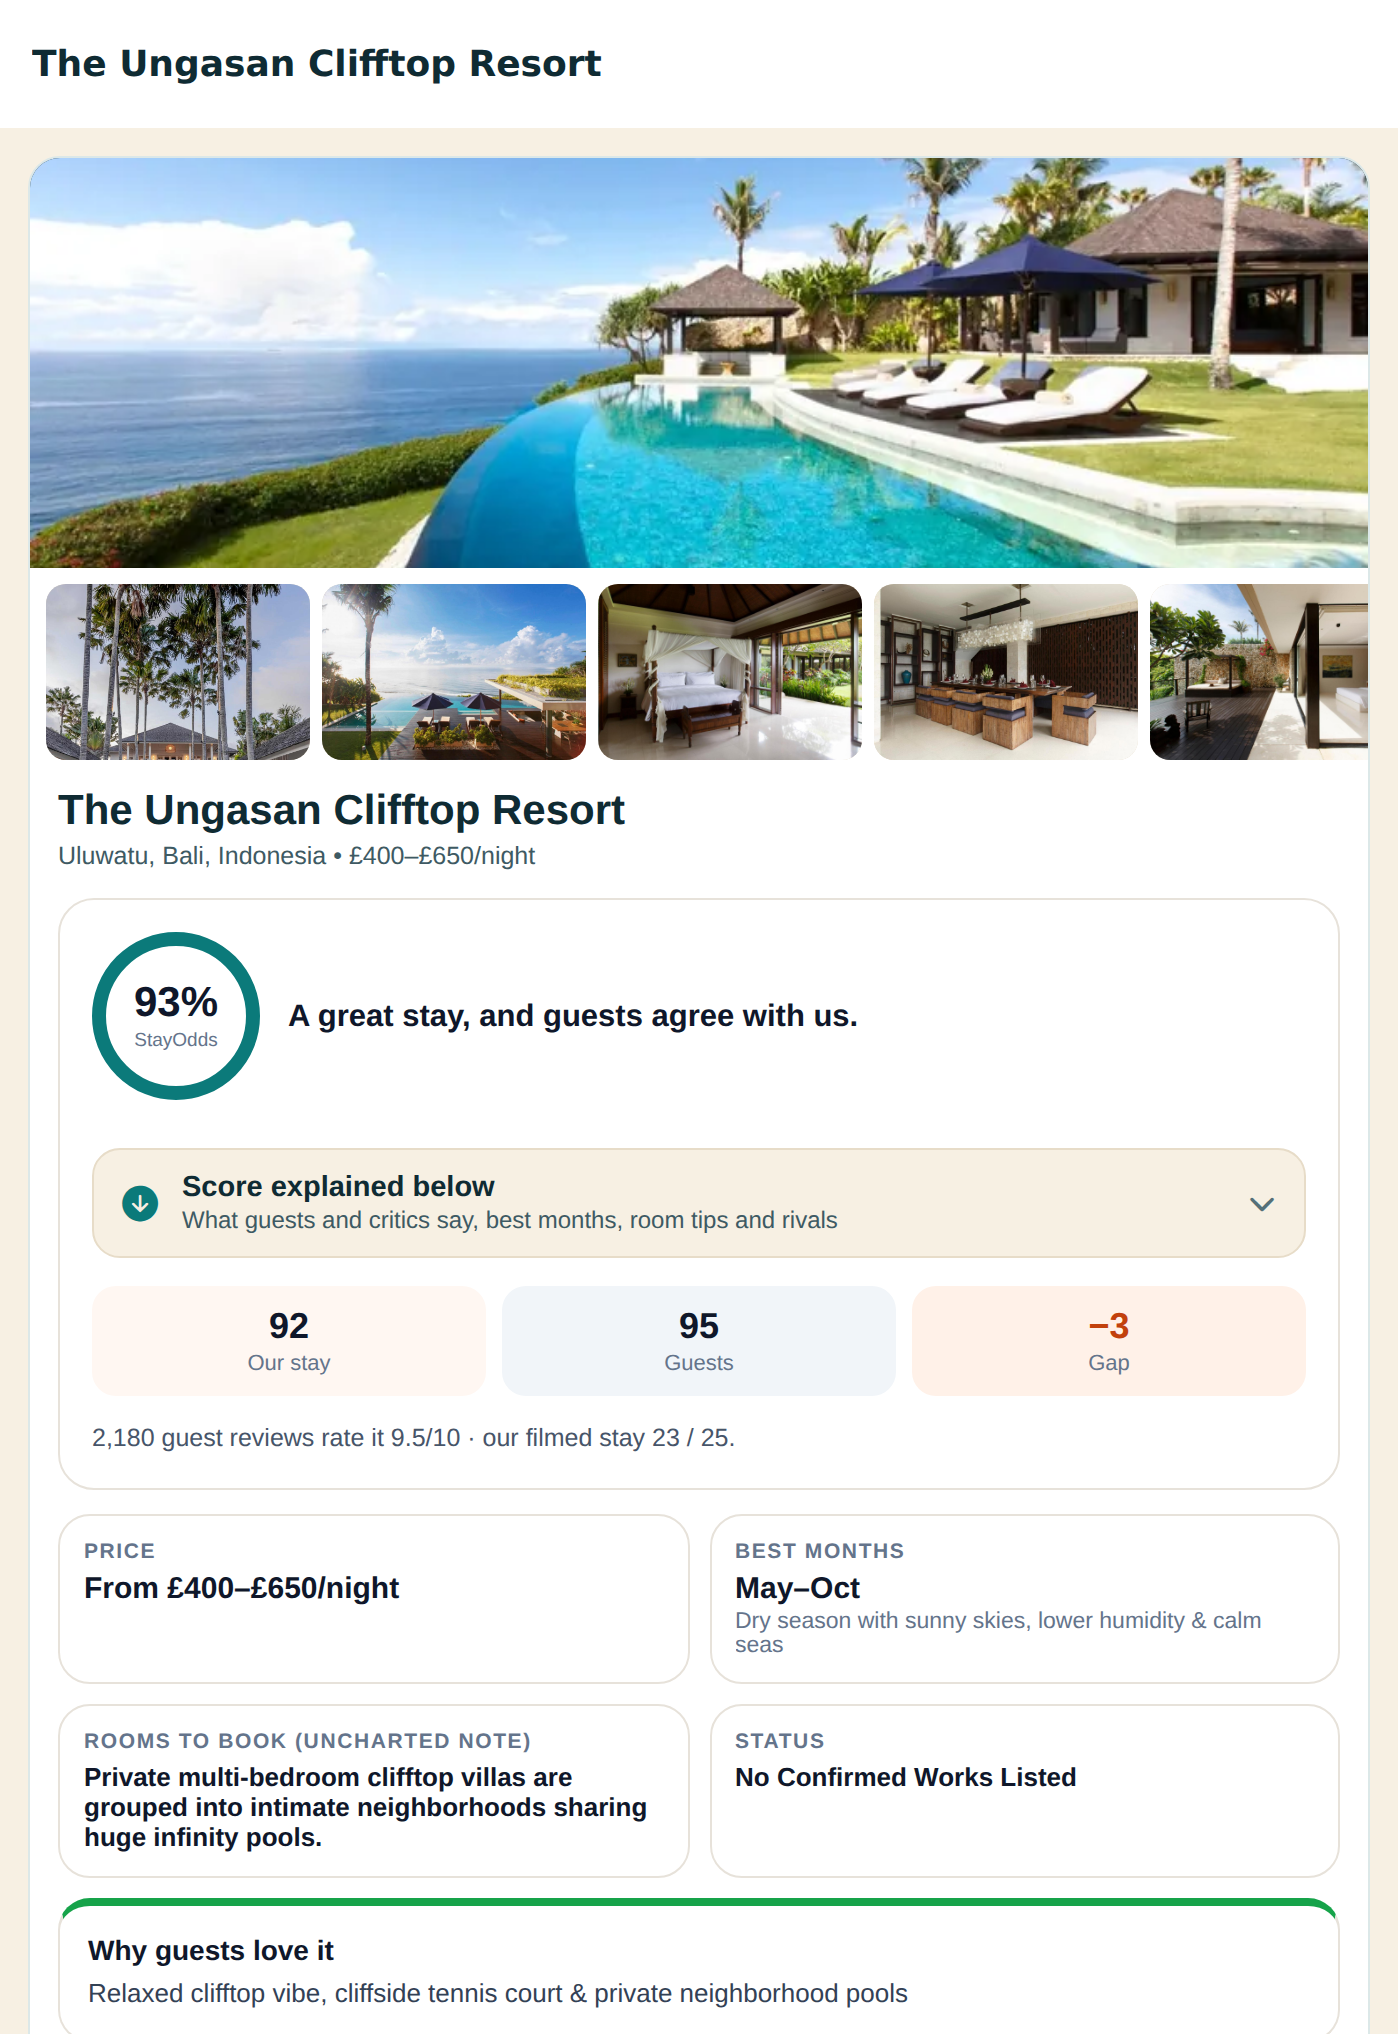 The Ungasan Clifftop Resort
The Ungasan Clifftop Resort
Uluwatu, Bali, Indonesia • £400–£650/night
93%
StayOdds
A great stay, and guests agree with us.
Score explained below
What guests and critics say, best months, room tips and rivals
92
Our stay
95
Guests
−3
Gap
2,180 guest reviews rate it 9.5/10 · our filmed stay 23 / 25.
PRICE
From £400–£650/night
BEST MONTHS
May–Oct
Dry season with sunny skies, lower humidity & calm
seas
ROOMS TO BOOK (UNCHARTED NOTE)
Private multi-bedroom clifftop villas are
grouped into intimate neighborhoods sharing
huge infinity pools.
STATUS
No Confirmed Works Listed
Why guests love it
Relaxed clifftop vibe, cliffside tennis court & private neighborhood pools